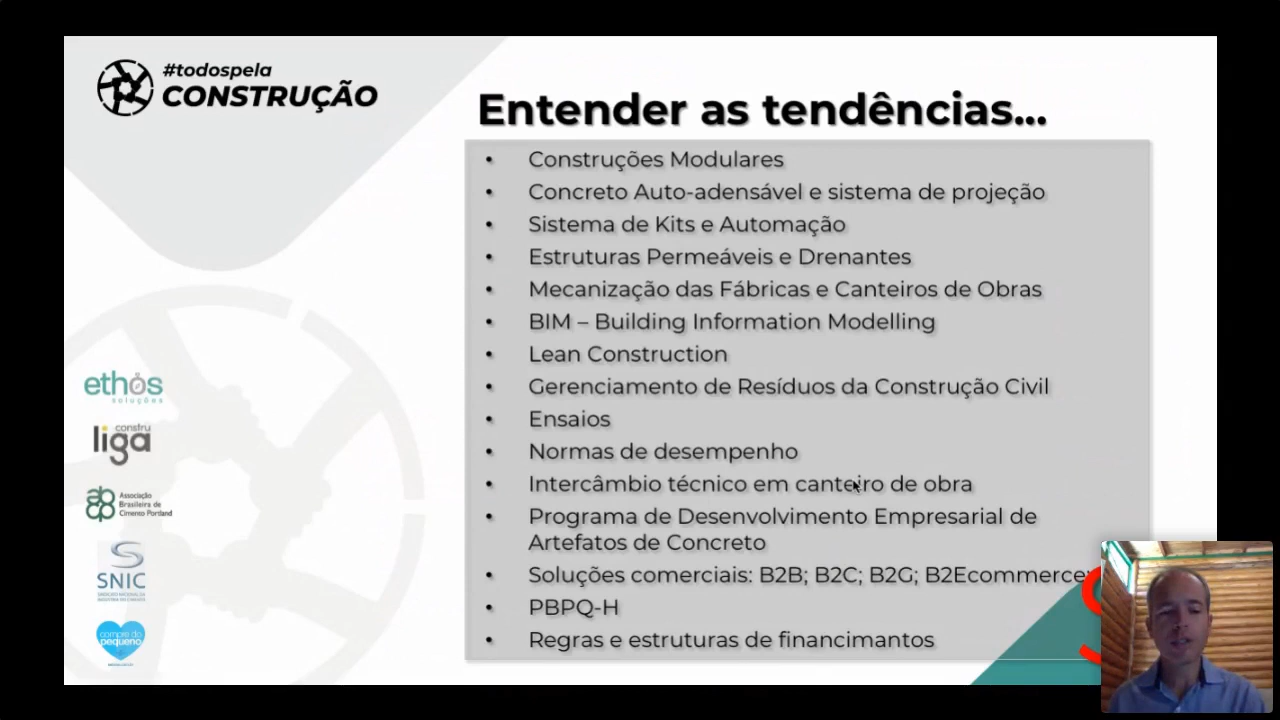 #todospela
CONSTRUÇÃO
Entender as tendências...
• Construções Modulares
• Concreto Auto-adensável e sistema de projeção
• Sistema de Kits e Automação
• Estruturas Permeáveis e Drenantes
• Mecanização das Fábricas e Canteiros de Obras
• BIM – Building Information Modelling
• Lean Construction
• Gerenciamento de Resíduos da Construção Civil
• Ensaios
• Normas de desempenho
• Intercâmbio técnico em canteiro de obra
• Programa de Desenvolvimento Empresarial de
Artefatos de Concreto
• Soluções comerciais: B2B; B2C; B2G; B2Ecommerce
• PBPQ-H
• Regras e estruturas de financimantos
ethos
soluções
constru
liga
abcp
Associação
Brasileira de
Cimento Portland
SNIC
compre do
pequeno